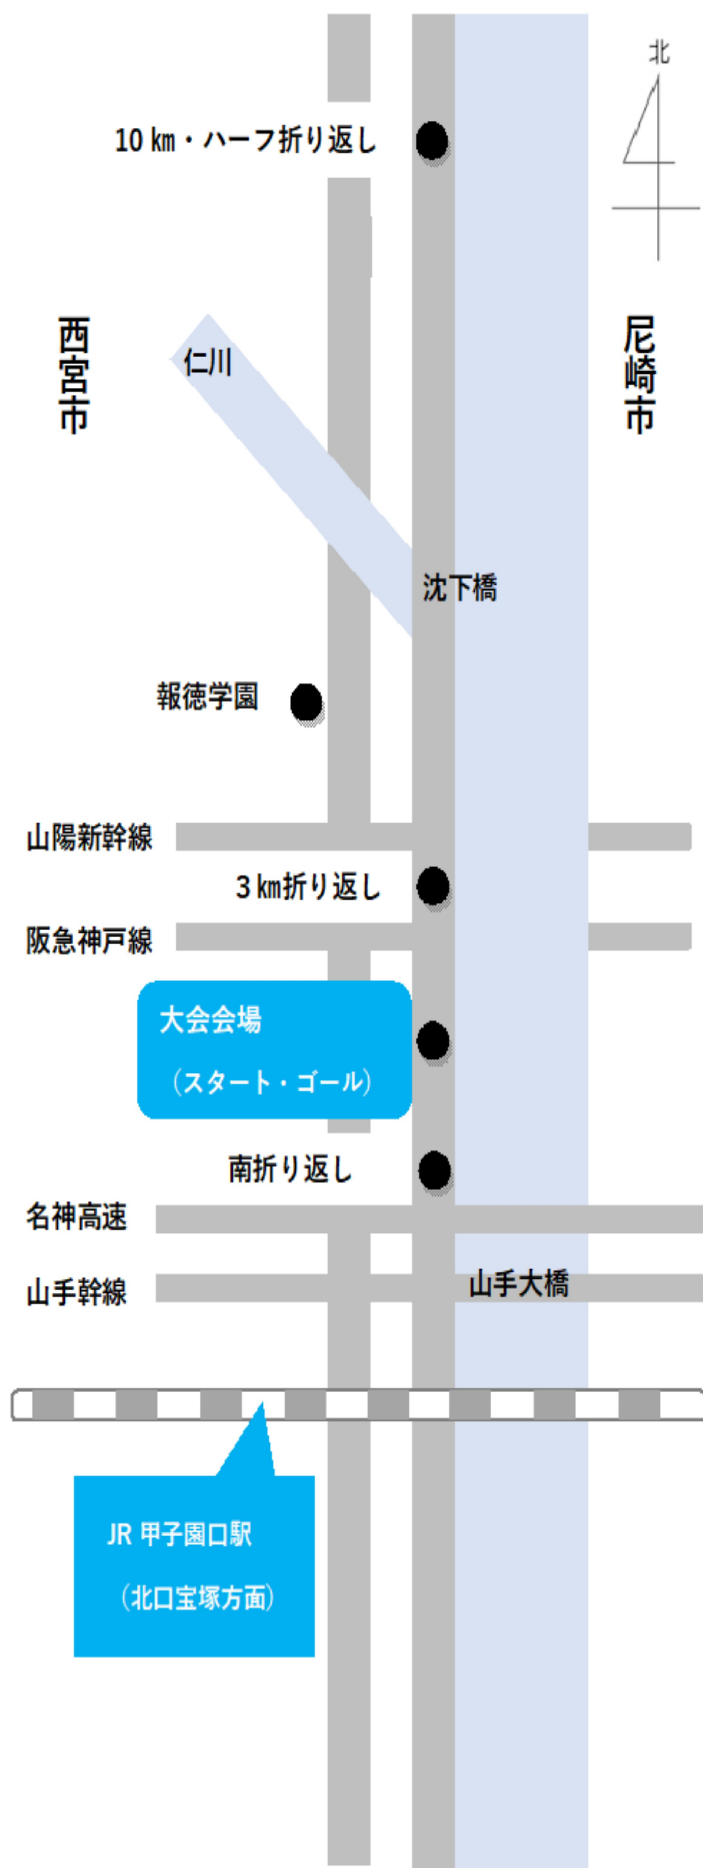 北
10 ㎞・ハーフ折り返し
西宮市
尼崎市
仁川
沈下橋
報徳学園
山陽新幹線
3㎞折り返し
阪急神戸線
大会会場
（スタート・ゴール）
南折り返し
名神高速
山手幹線
山手大橋
JR 甲子園口駅
（北口宝塚方面）